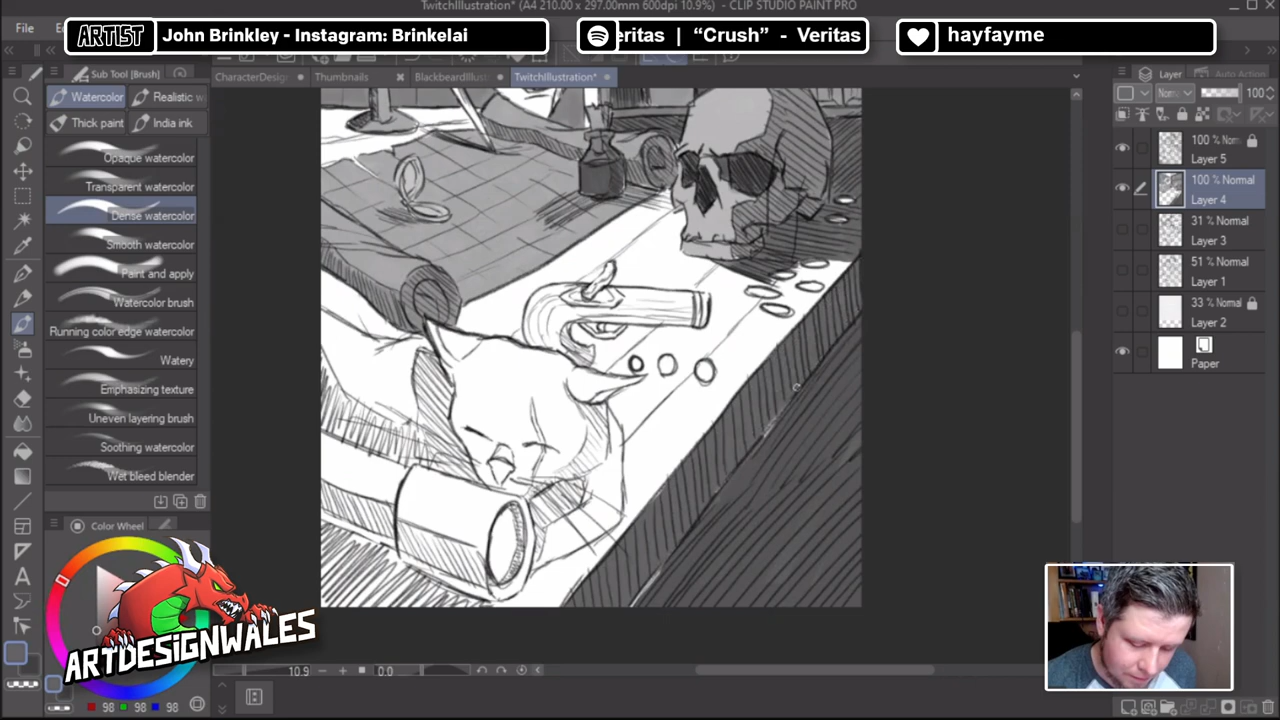 TwitchIllustration* (A4 210.00 x 297.00mm 600dpi 10.9%) - CLIP STUDIO PAINT PRO
File
ARTIST
John Brinkley - Instagram: Brinkelai
eritas | “Crush” - Veritas
hayfayme
Sub Tool [Brush]
CharacterDesign
Thumbnails
BlackbeardIllust
TwitchIllustration*
Layer
Auto Action
Watercolor
Realistic w
Thick paint
India ink
Norm
100
Opaque watercolor
Transparent watercolor
Dense watercolor
Smooth watercolor
Paint and apply
Watercolor brush
Running color edge watercolor
Watery
Emphasizing texture
Uneven layering brush
Soothing watercolor
Wet bleed blender
100 % Norm
Layer 5
100 % Normal
Layer 4
31 % Normal
Layer 3
51 % Normal
Layer 1
33 % Normal
Layer 2
Paper
Color Wheel
ARTDESIGNWALES
10.9
0.0
98 98 98